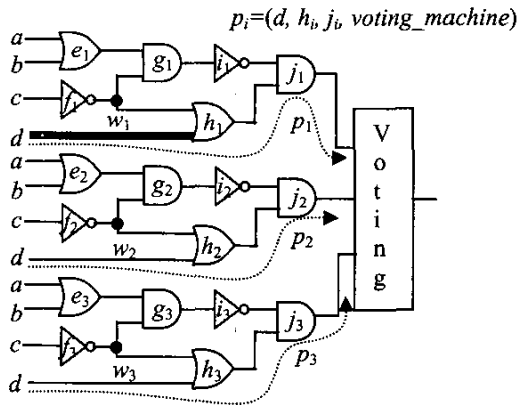 pᵢ=(d, hᵢ, jᵢ, voting_machine)
a
b
e₁
g₁
i₁
j₁
c
f₁
w₁
h₁
d
p₁
a
b
e₂
g₂
i₂
j₂
c
f₂
w₂
h₂
d
p₂
a
b
e₃
g₃
i₃
j₃
c
f₃
w₃
h₃
d
p₃
Voting